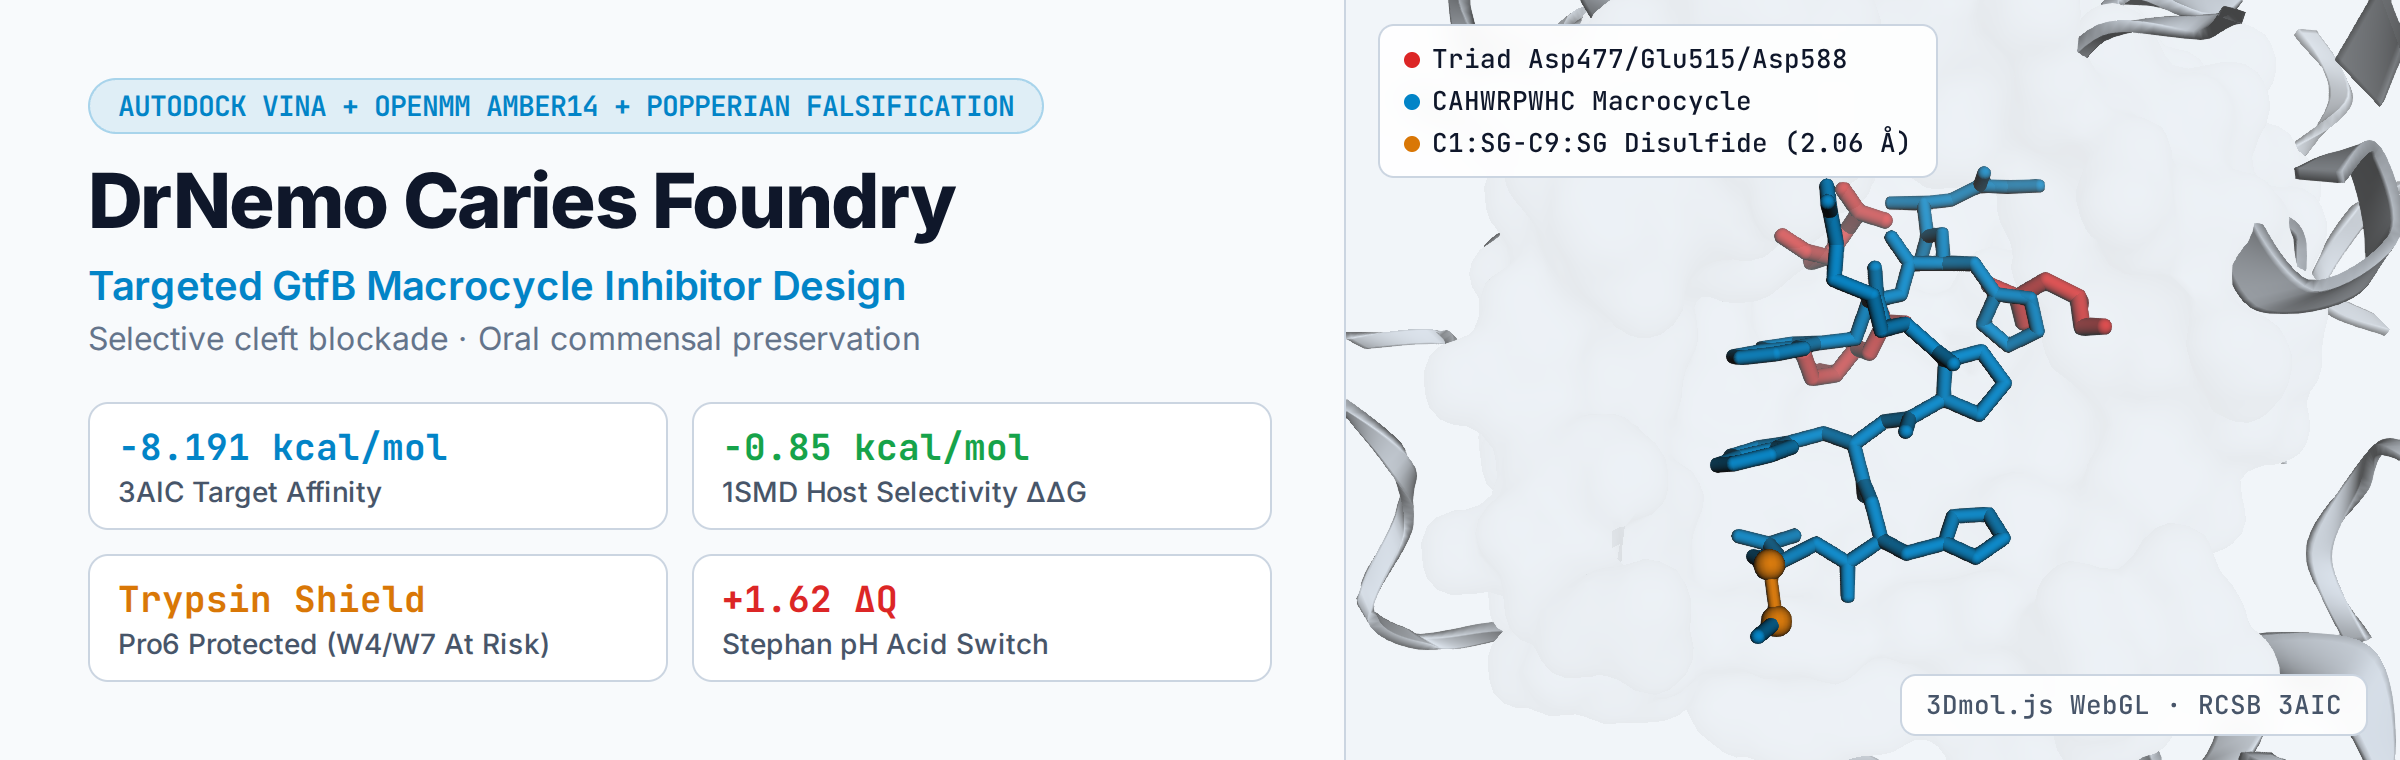 AUTODOCK VINA + OPENMM AMBER14 + POPPERIAN FALSIFICATION
DrNemo Caries Foundry
Targeted GtfB Macrocycle Inhibitor Design
Selective cleft blockade · Oral commensal preservation
-8.191 kcal/mol
3AIC Target Affinity
-0.85 kcal/mol
1SMD Host Selectivity ΔΔG
Trypsin Shield
Pro6 Protected (W4/W7 At Risk)
+1.62 ΔQ
Stephan pH Acid Switch
Triad Asp477/Glu515/Asp588
CAHWRPWHC Macrocycle
C1:SG-C9:SG Disulfide (2.06 Å)
3Dmol.js WebGL · RCSB 3AIC